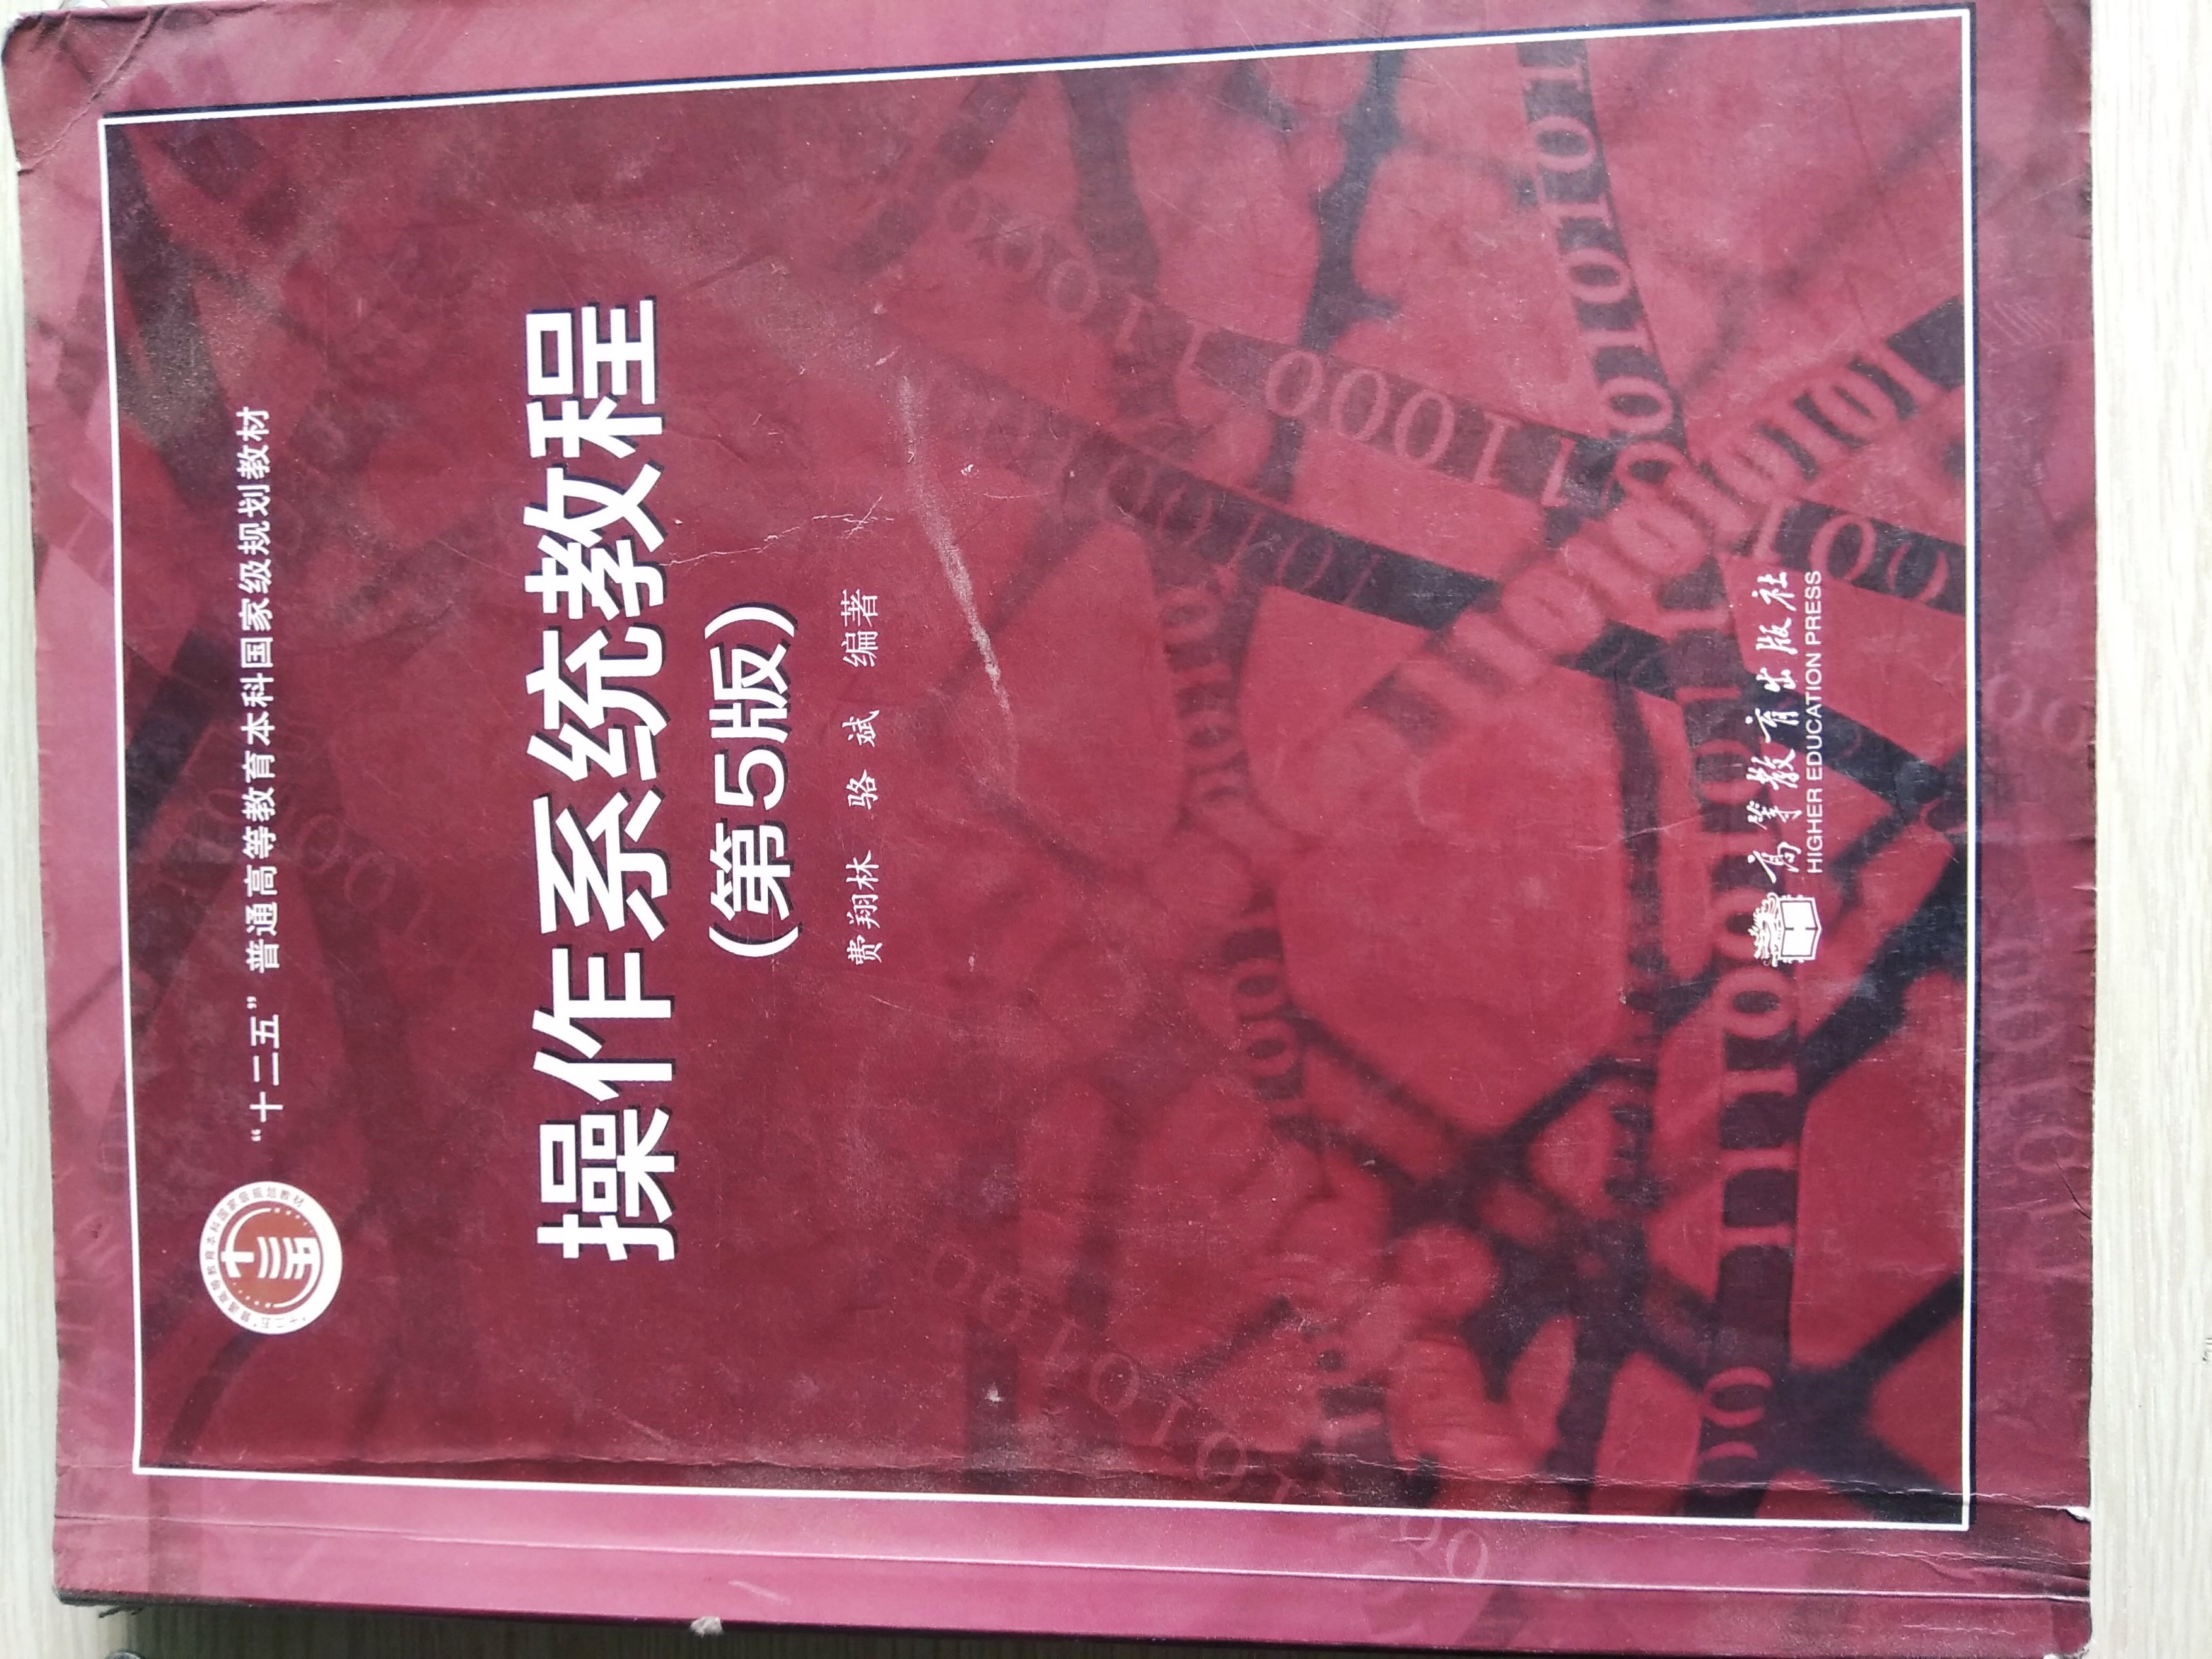 “十二五”普通高等教育本科国家级规划教材
操作系统教程
(第5版)
费翔林 骆 斌 编著
高等教育出版社
HIGHER EDUCATION PRESS